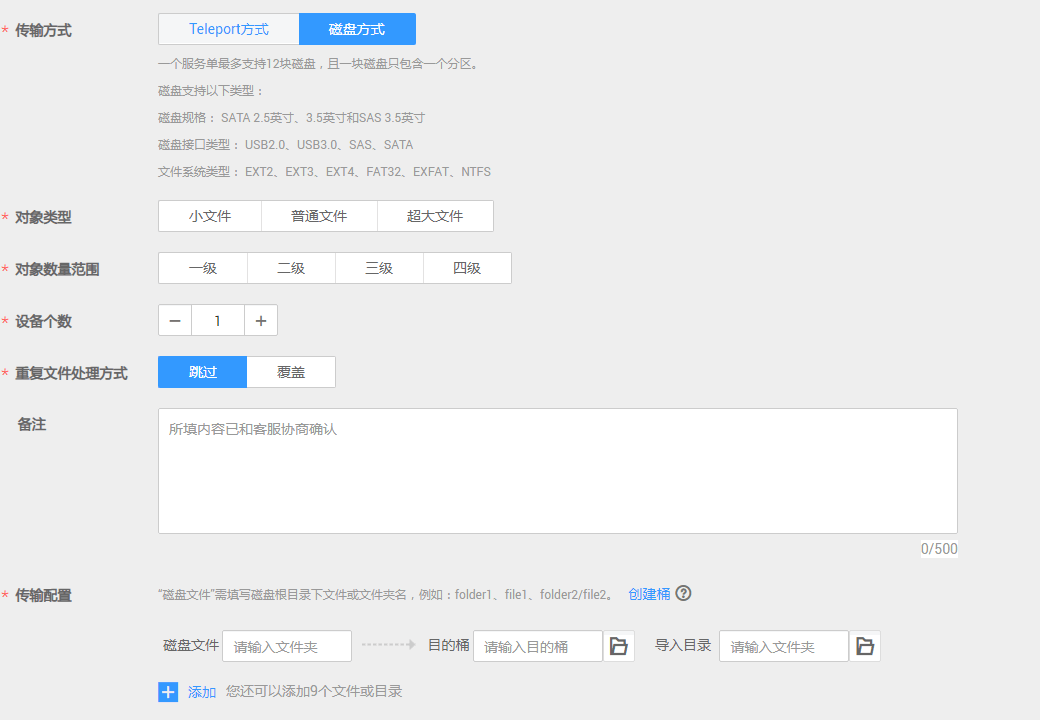 * 传输方式 Teleport方式 磁盘方式
一个服务单最多支持12块磁盘，且一块磁盘只包含一个分区。
磁盘支持以下类型：
磁盘规格： SATA 2.5英寸、3.5英寸和SAS 3.5英寸
磁盘接口类型： USB2.0、USB3.0、SAS、SATA
文件系统类型： EXT2、EXT3、EXT4、FAT32、EXFAT、NTFS
* 对象类型 小文件 普通文件 超大文件
* 对象数量范围 一级 二级 三级 四级
* 设备个数 − 1 +
* 重复文件处理方式 跳过 覆盖
备注 所填内容已和客服协商确认
0/500
* 传输配置 “磁盘文件”需填写磁盘根目录下文件或文件夹名，例如：folder1、file1、folder2/file2。 创建桶 ?
磁盘文件 请输入文件夹 目的桶 请输入目的桶 导入目录 请输入文件夹
+ 添加 您还可以添加9个文件或目录